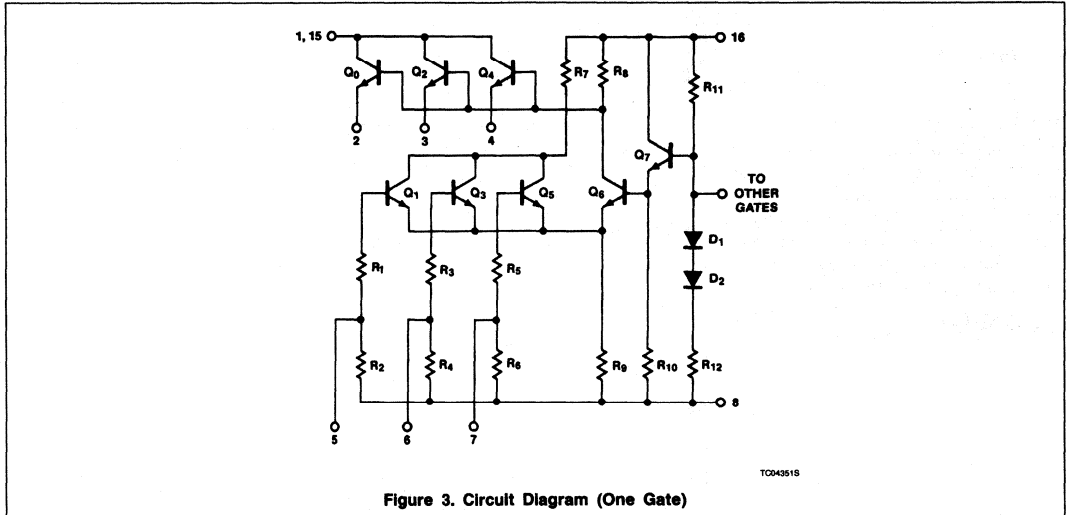 1, 15
16
Q0 Q2 Q4 R7 R8 R11
2 3 4
Q7
TO
OTHER
GATES
Q1 Q3 Q5 Q6
D1
R1 R3 R5
D2
R2 R4 R6 R9 R10 R12
8
5 6 7
TC04351S
Figure 3. Circuit Diagram (One Gate)